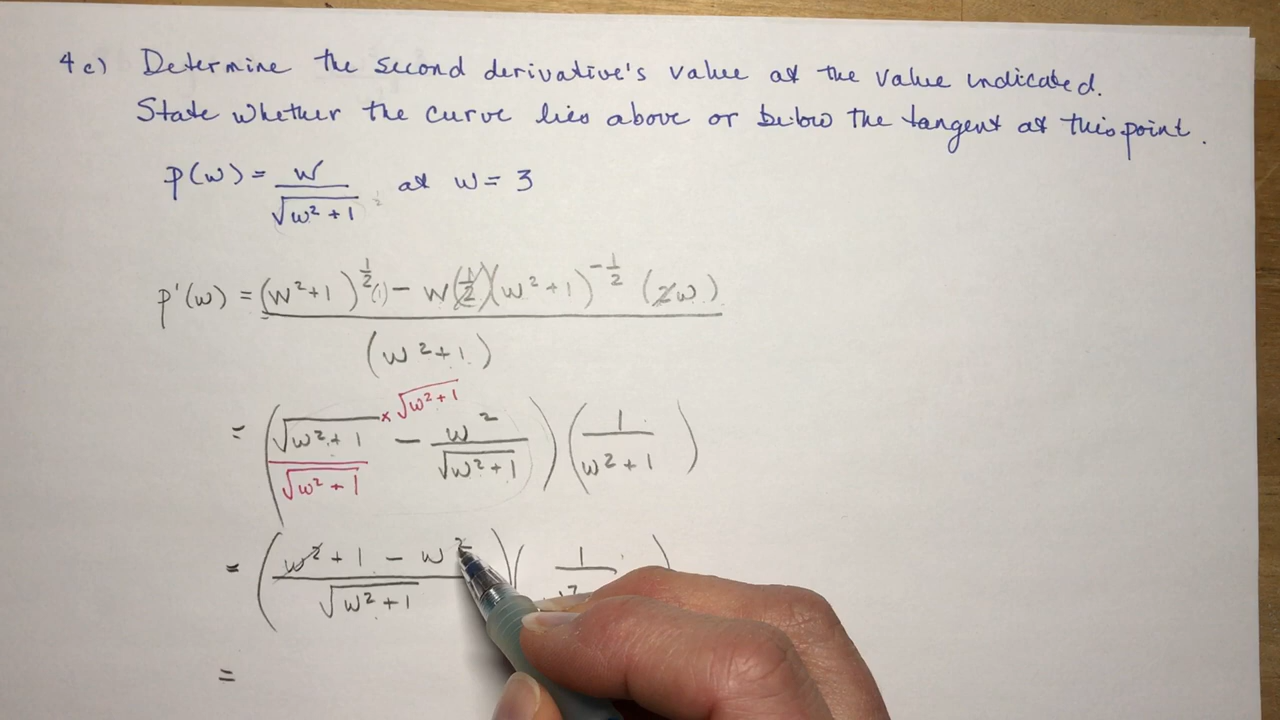 4c) Determine the second derivative's value at the value indicated.
State whether the curve lies above or below the tangent at this point.
p(w) = w / √(w² + 1) at w = 3
p'(w) = ((w² + 1)^(1/2) (1) − w(1/2)(w² + 1)^(−1/2) (2w)) / (w² + 1)
= (√(w² + 1) × √(w² + 1) / √(w² + 1) − w² / √(w² + 1)) (1 / (w² + 1))
= ((w² + 1 − w²) / √(w² + 1)) (1 /
=